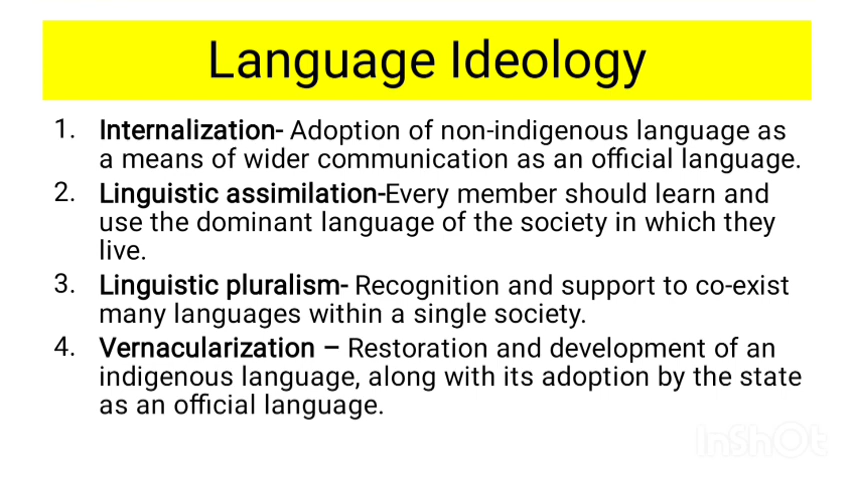 Language Ideology
1. Internalization- Adoption of non-indigenous language as
a means of wider communication as an official language.
2. Linguistic assimilation-Every member should learn and
use the dominant language of the society in which they
live.
3. Linguistic pluralism- Recognition and support to co-exist
many languages within a single society.
4. Vernacularization – Restoration and development of an
indigenous language, along with its adoption by the state
as an official language.
InShOt